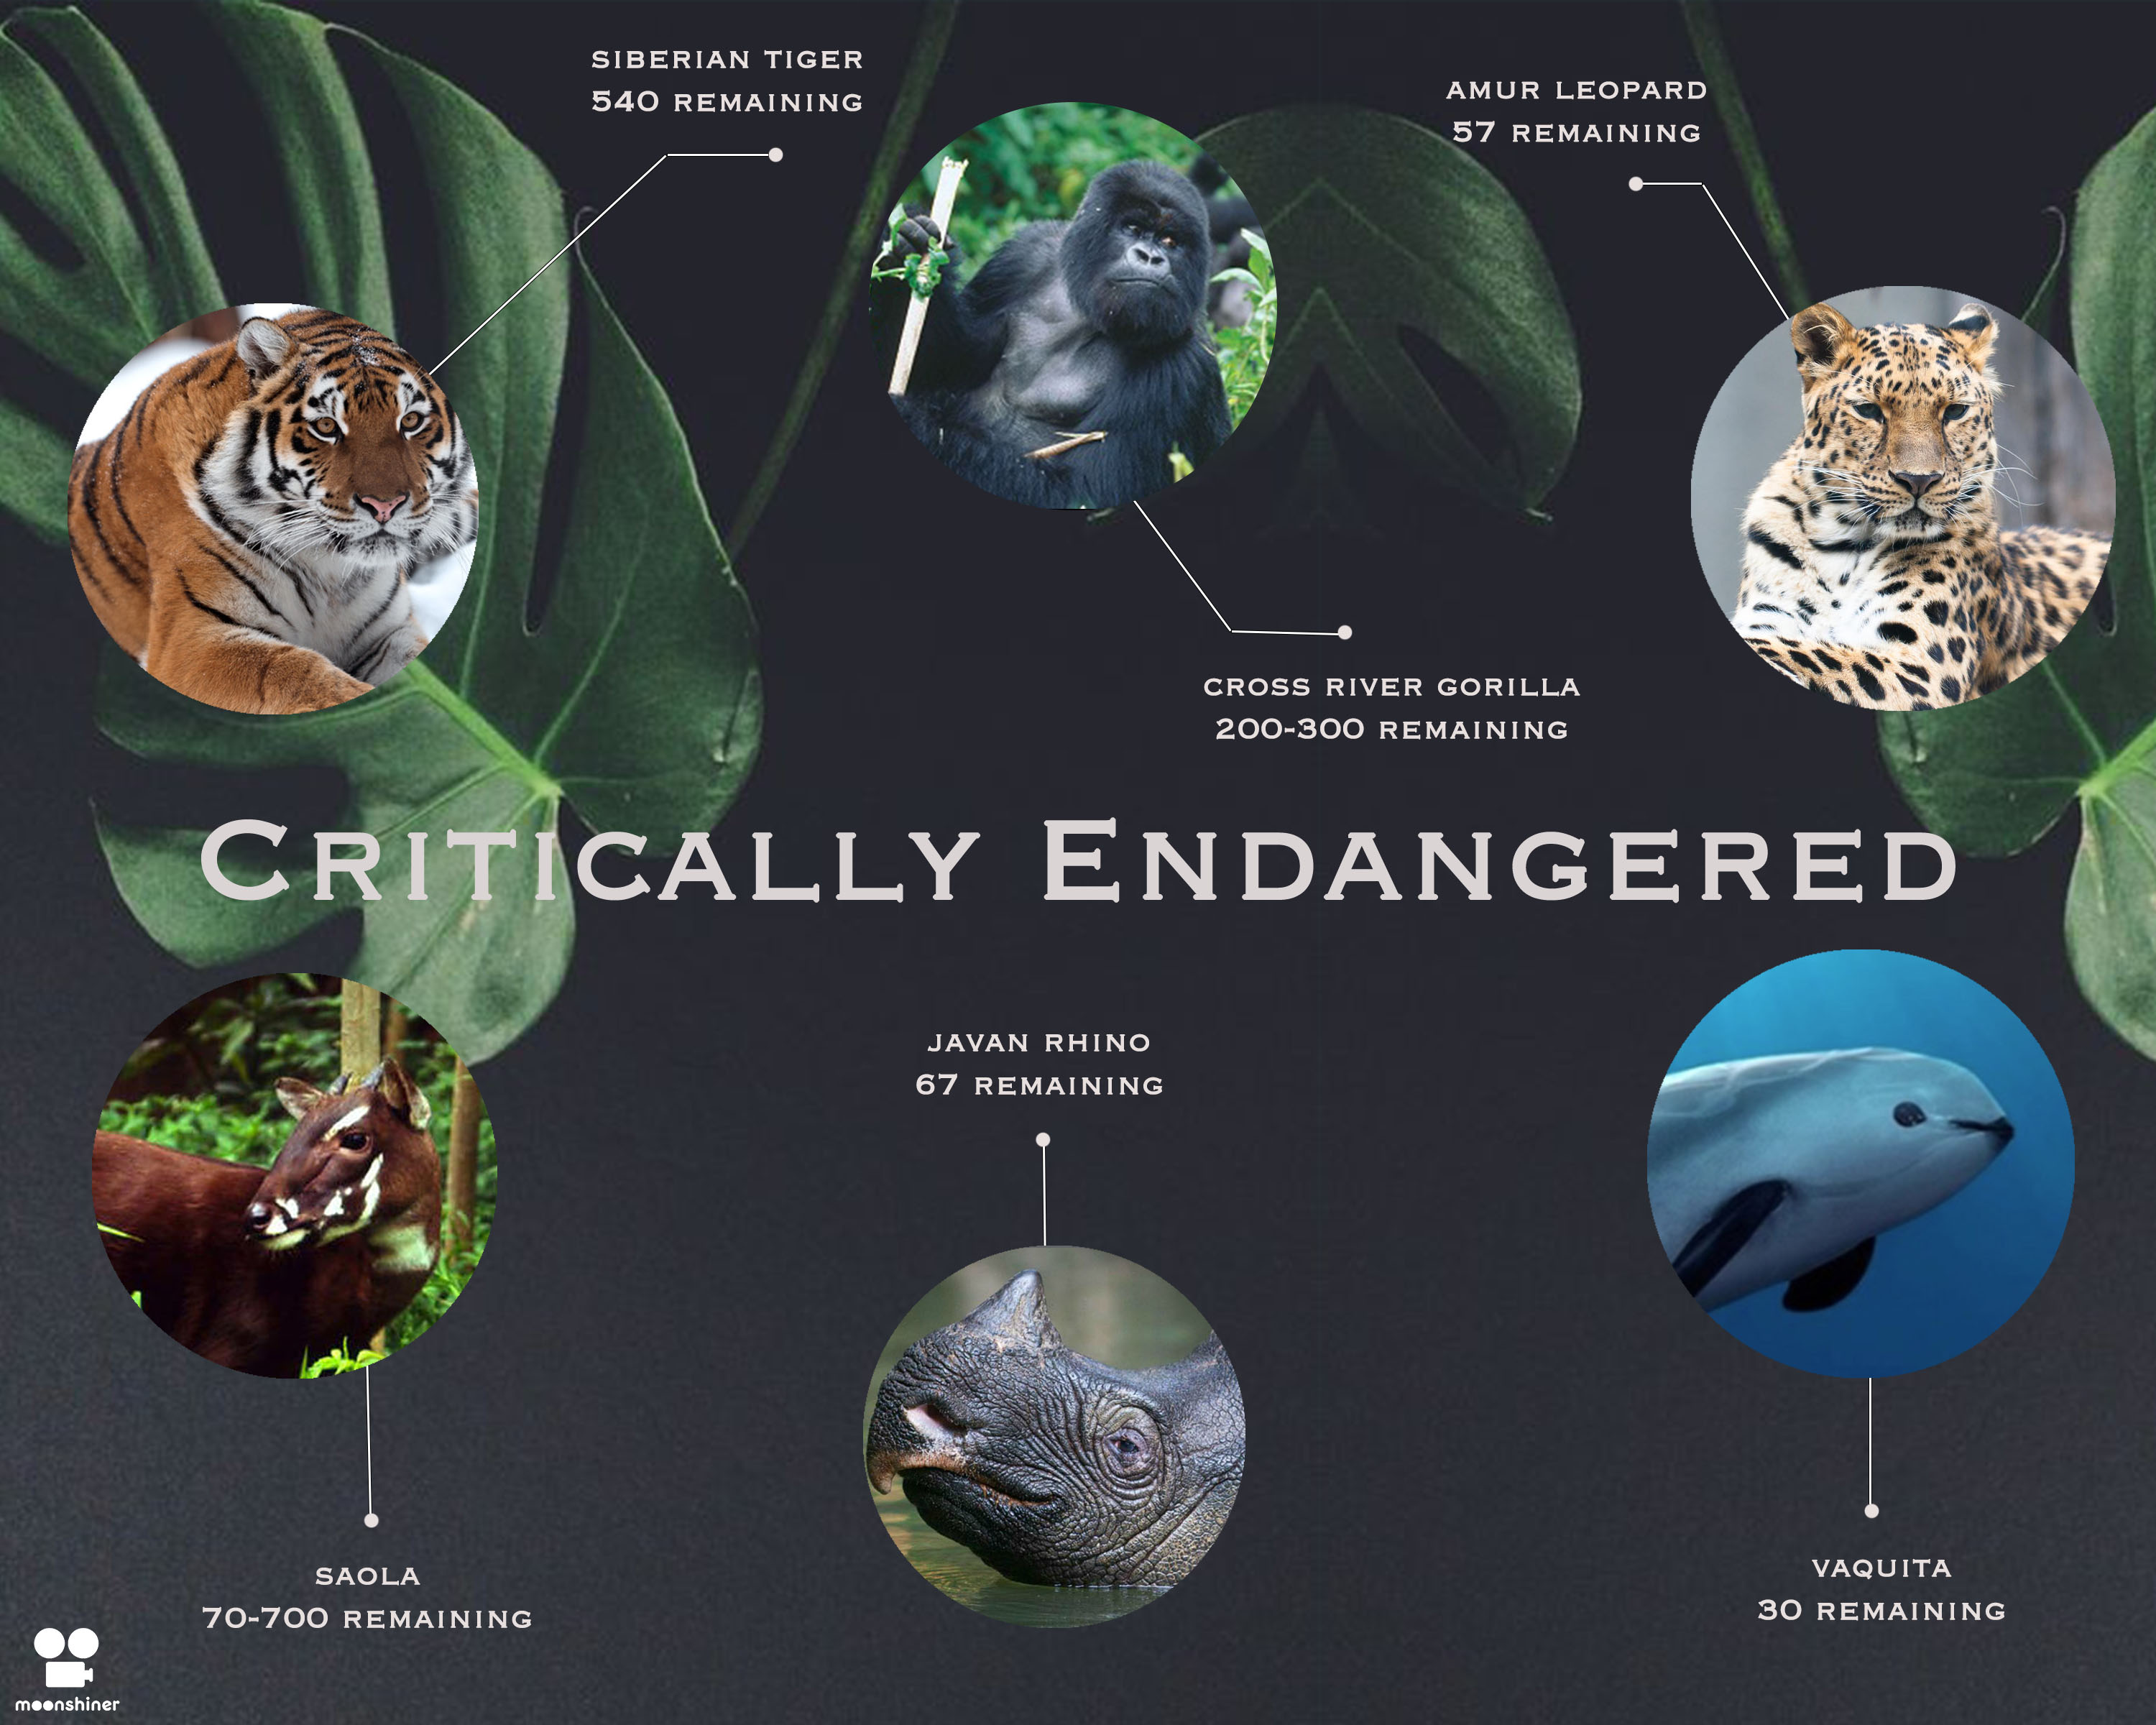 SIBERIAN TIGER
540 REMAINING
AMUR LEOPARD
57 REMAINING
CROSS RIVER GORILLA
200-300 REMAINING
CRITICALLY ENDANGERED
JAVAN RHINO
67 REMAINING
SAOLA
70-700 REMAINING
VAQUITA
30 REMAINING
moonshiner